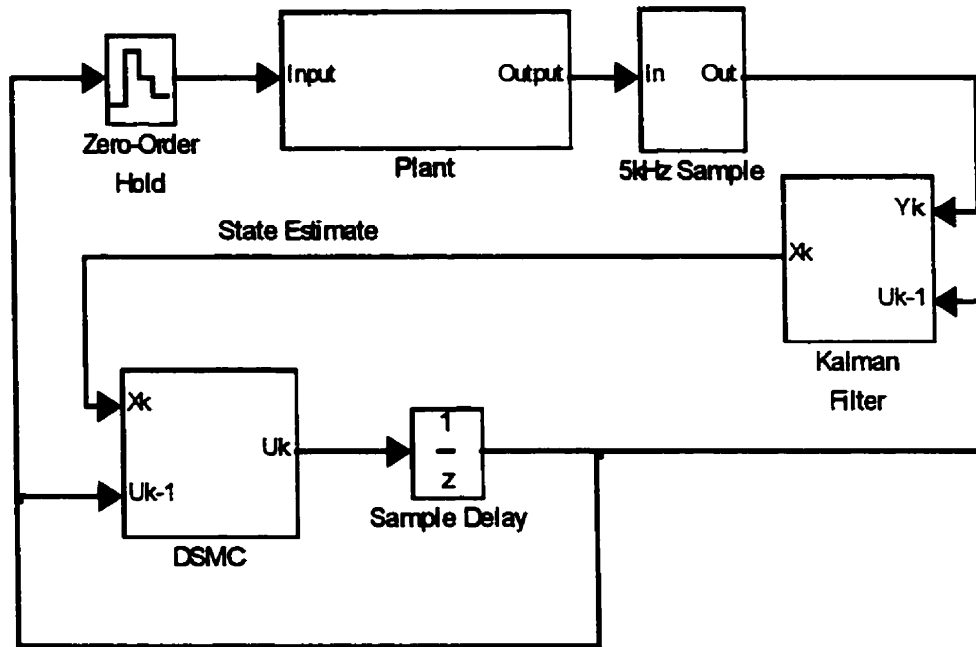 Input
Output
In
Out
Zero-Order
Hold
Plant
5kHz Sample
Yk
State Estimate
Xk
Uk-1
Kalman
Filter
Xk
Uk
1
z
Uk-1
Sample Delay
DSMC